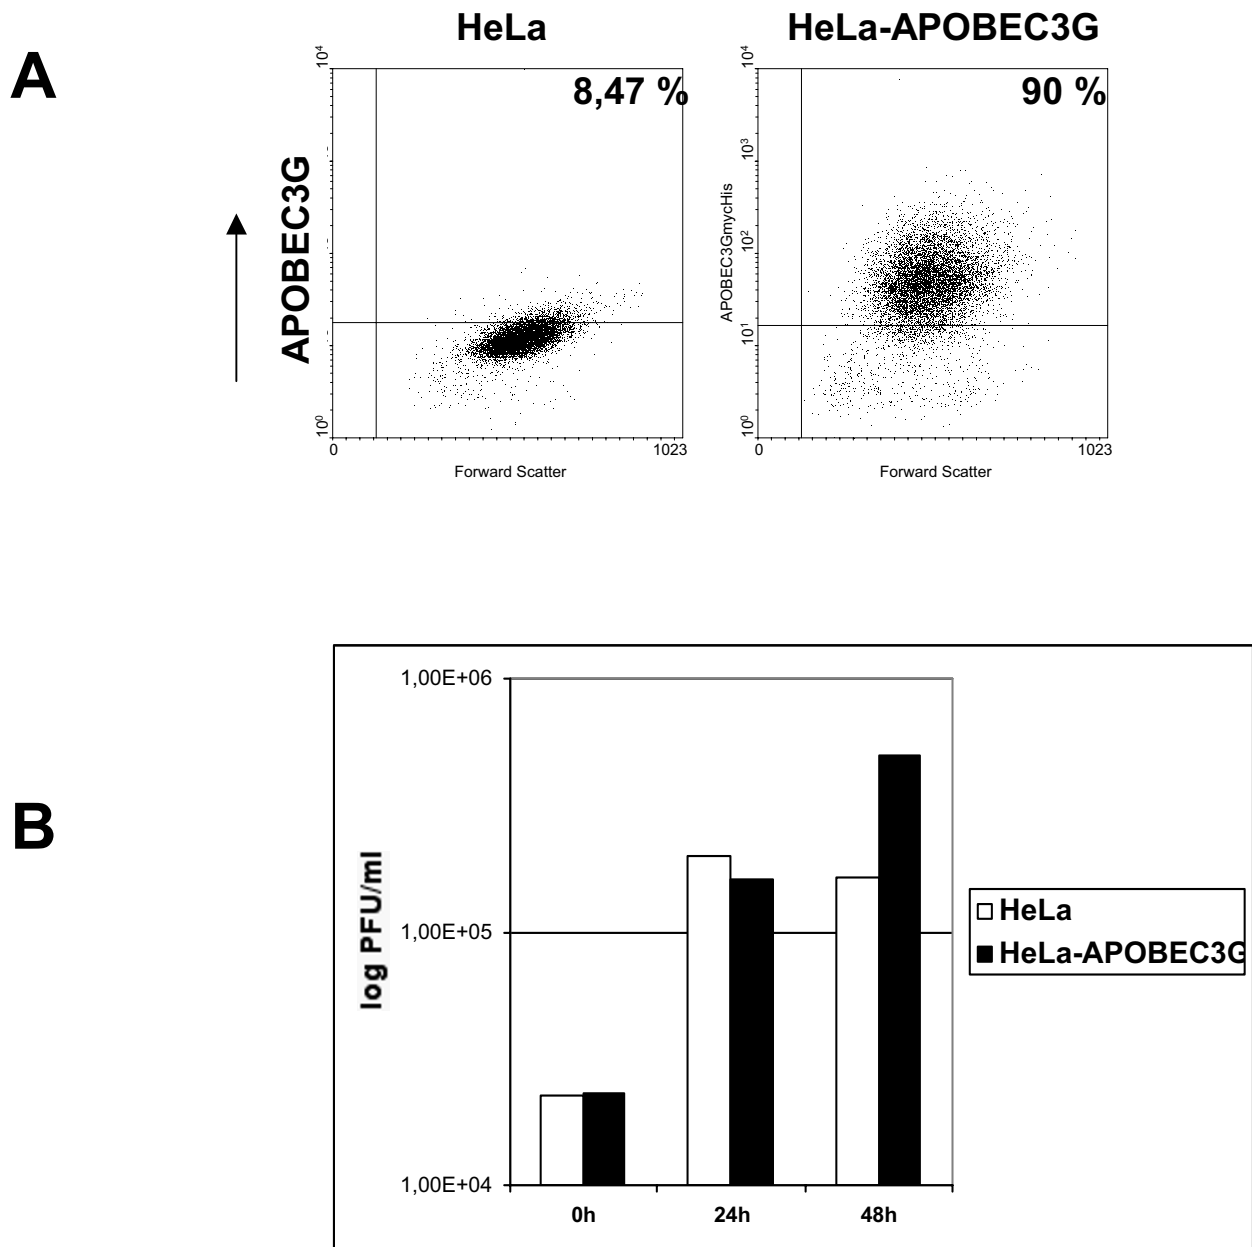 A
HeLa
HeLa-APOBEC3G
8,47 %
90 %
APOBEC3G
10⁴
10⁰
0
1023
Forward Scatter
APOBEC3GmycHis
10⁴
10³
10²
10¹
10⁰
0
1023
Forward Scatter
B
log PFU/ml
1,00E+06
1,00E+05
1,00E+04
0h
24h
48h
HeLa
HeLa-APOBEC3G